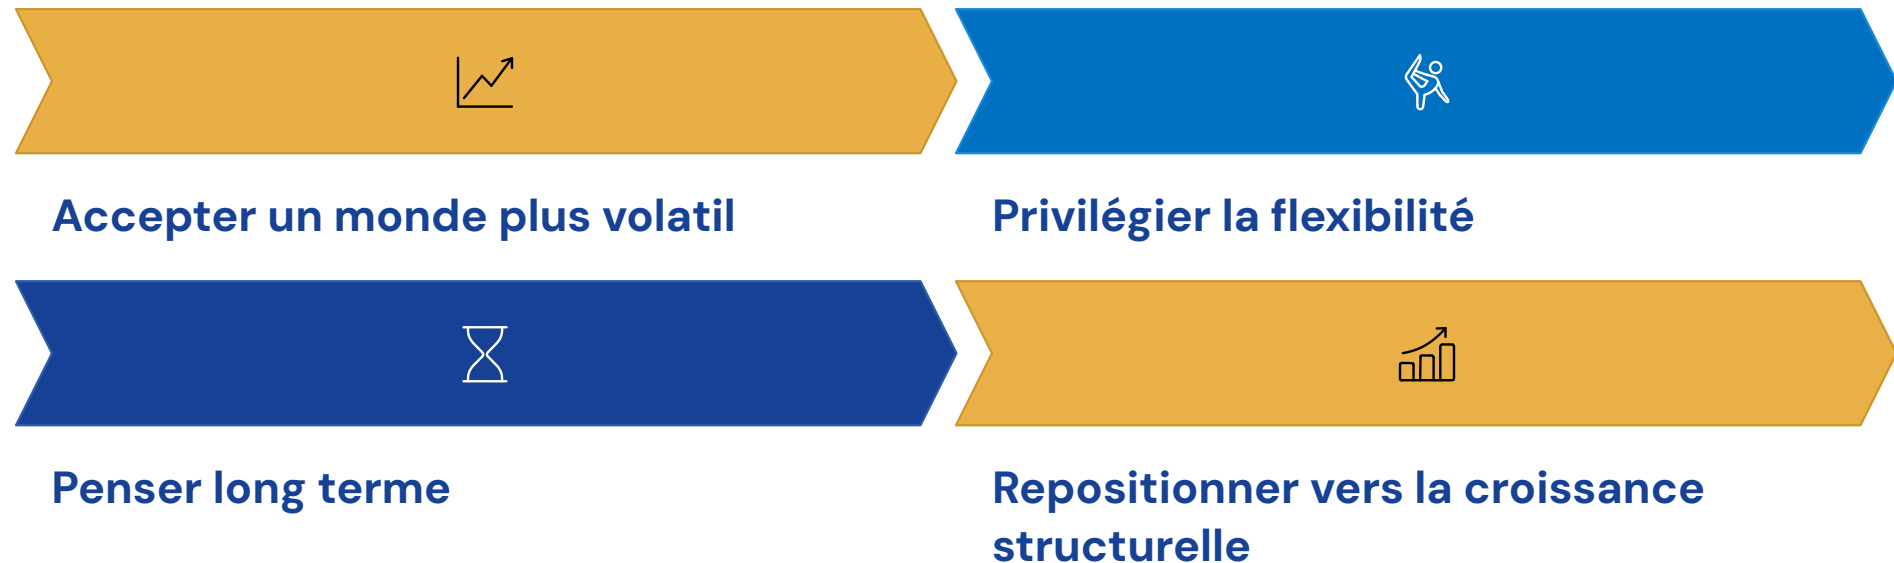 Accepter un monde plus volatil
Privilégier la flexibilité
Penser long terme
Repositionner vers la croissance
structurelle